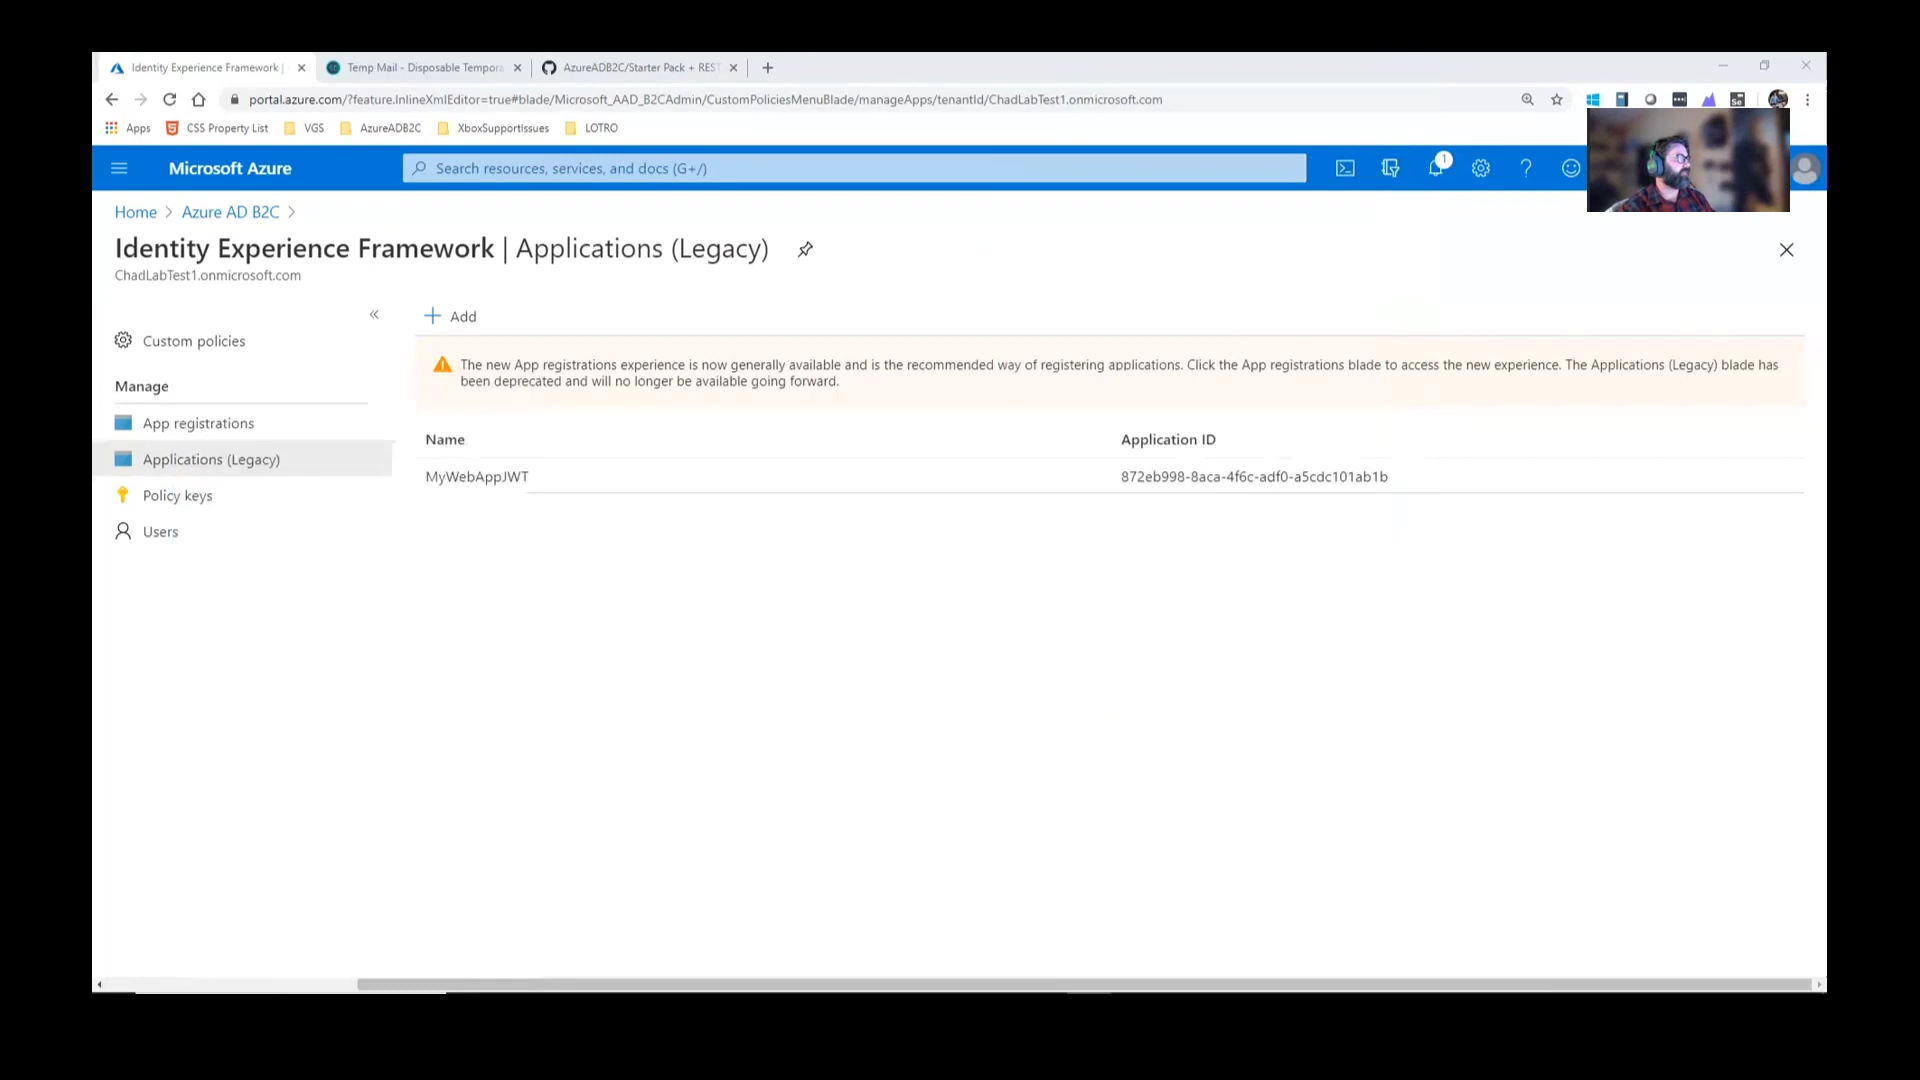 Identity Experience Framework |
Temp Mail - Disposable Tempora
AzureADB2C/Starter Pack + REST
portal.azure.com/?feature.InlineXmlEditor=true#blade/Microsoft_AAD_B2CAdmin/CustomPoliciesMenuBlade/manageApps/tenantId/ChadLabTest1.onmicrosoft.com
Se
Apps
CSS Property List
VGS
AzureADB2C
XboxSupportIssues
LOTRO
Microsoft Azure
Search resources, services, and docs (G+/)
1
Home > Azure AD B2C >
Identity Experience Framework | Applications (Legacy)
ChadLabTest1.onmicrosoft.com
Custom policies
Manage
App registrations
Applications (Legacy)
Policy keys
Users
+ Add
The new App registrations experience is now generally available and is the recommended way of registering applications. Click the App registrations blade to access the new experience. The Applications (Legacy) blade has
been deprecated and will no longer be available going forward.
Name
Application ID
MyWebAppJWT
872eb998-8aca-4f6c-adf0-a5cdc101ab1b